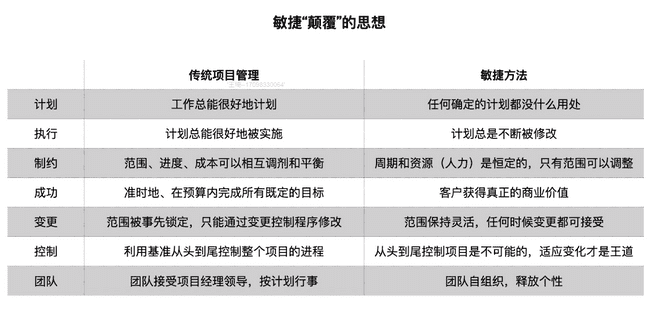 敏捷“颠覆”的思想
传统项目管理 敏捷方法
计划 工作总能很好地计划 任何确定的计划都没什么用处
执行 计划总能很好地被实施 计划总是不断被修改
制约 范围、进度、成本可以相互调剂和平衡 周期和资源（人力）是恒定的，只有范围可以调整
成功 准时地、在预算内完成所有既定的目标 客户获得真正的商业价值
变更 范围被事先锁定，只能通过变更控制程序修改 范围保持灵活，任何时候变更都可接受
控制 利用基准从头到尾控制整个项目的进程 从头到尾控制项目是不可能的，适应变化才是王道
团队 团队接受项目经理领导，按计划行事 团队自组织，释放个性